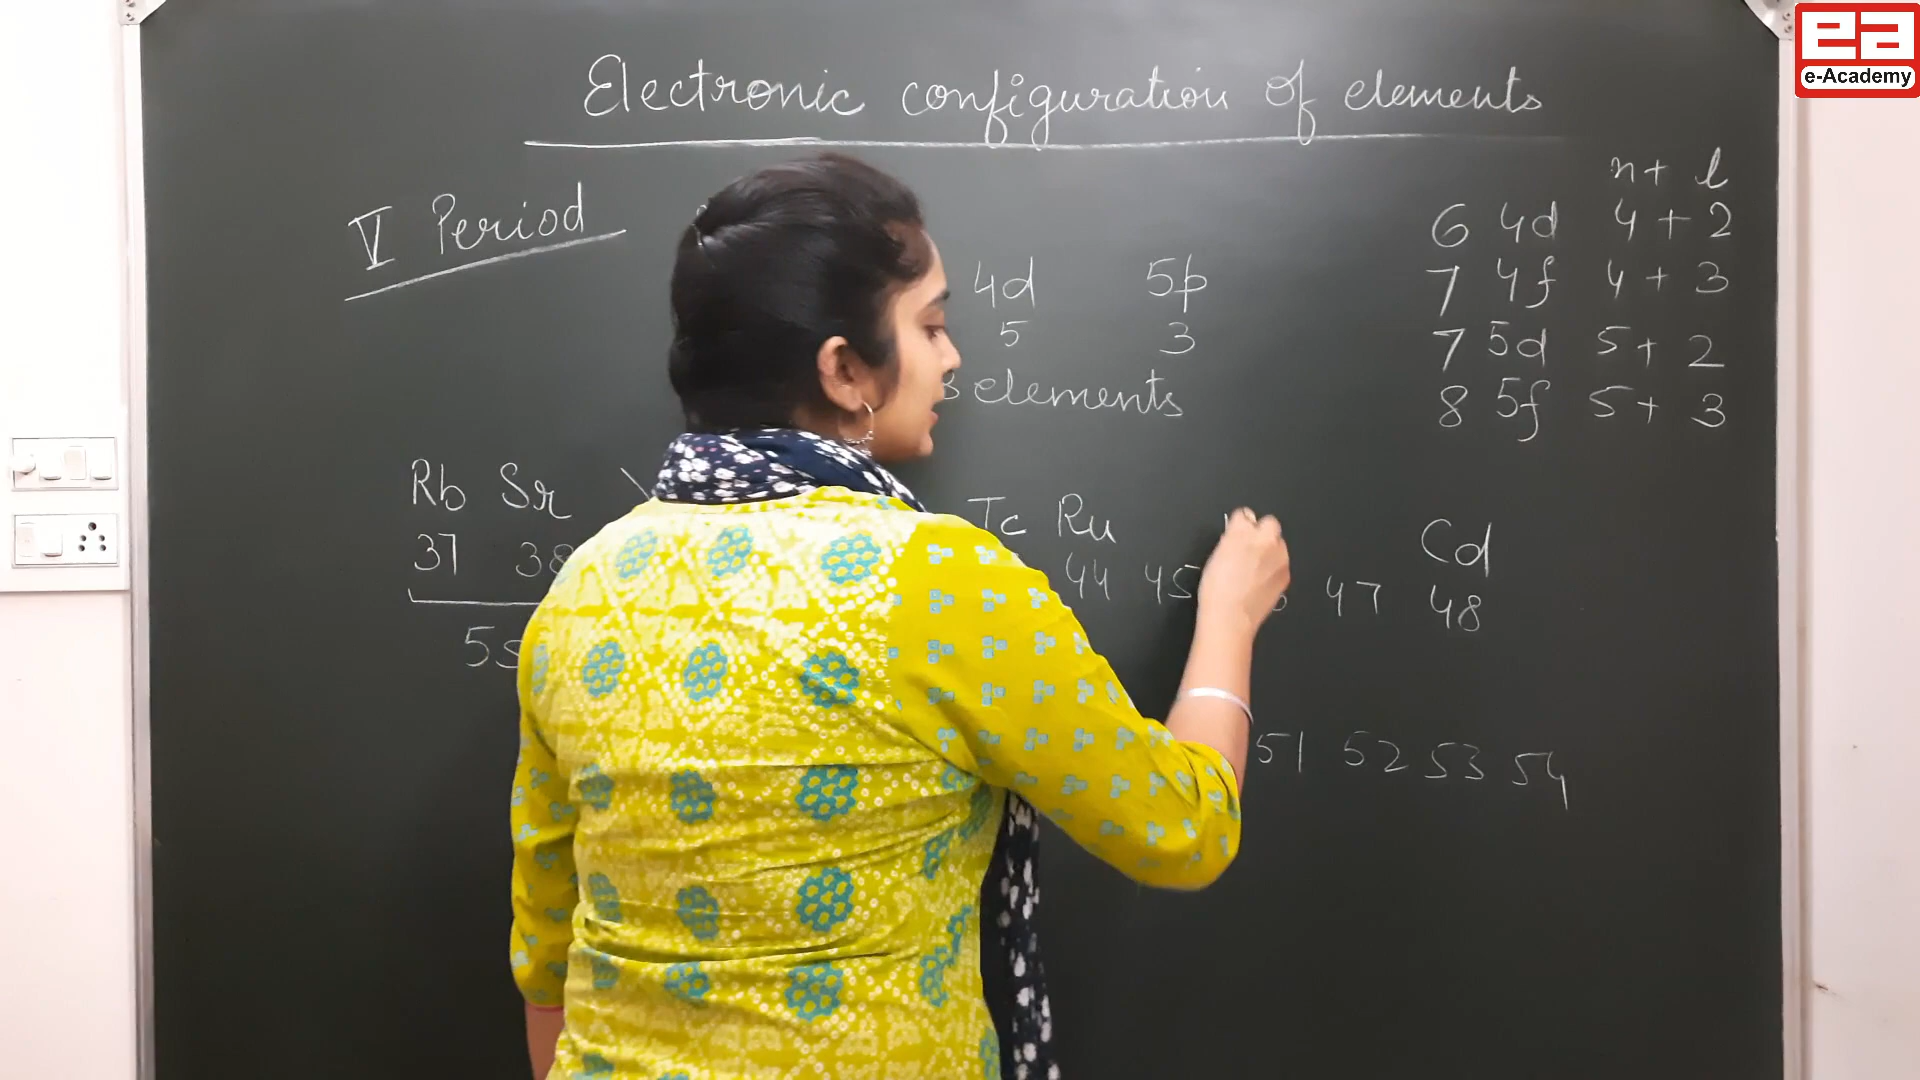 ea
e-Academy
Electronic configuration of elements
V Period
n + l
6 4d 4 + 2
7 4f 4 + 3
7 5d 5 + 2
8 5f 5 + 3
4d 5p
5 3
elements
Rb Sr Tc Ru Cd
37 38 44 45 47 48
5s
51 52 53 54